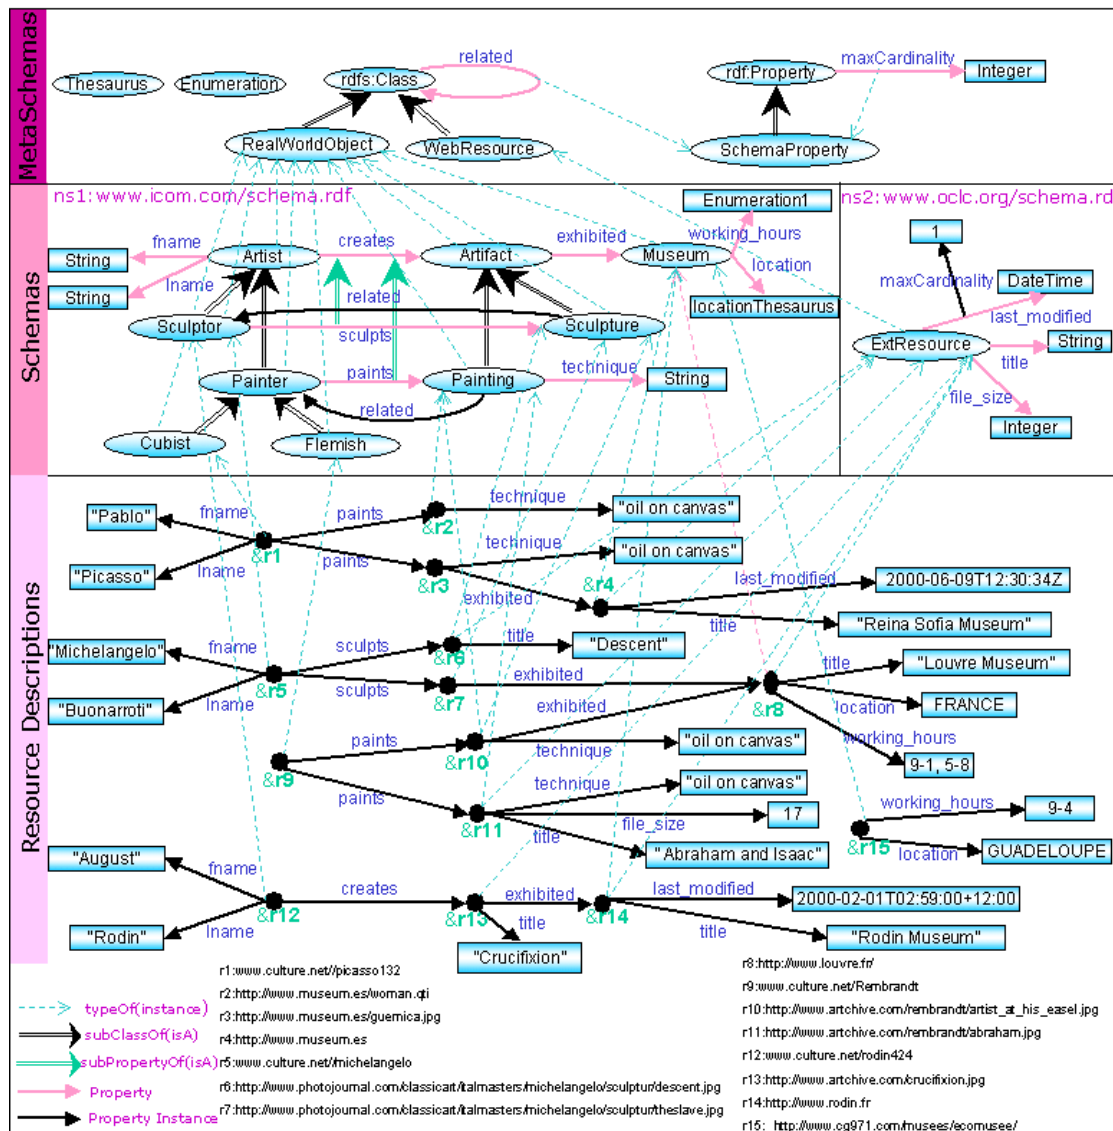 MetaSchemas
related
rdfs:Class
maxCardinality
rdf:Property
Integer
Thesaurus
Enumeration
RealWorldObject
WebResource
SchemaProperty
Schemas
ns1:www.icom.com/schema.rdf
ns2:www.oclc.org/schema.rd
Enumeration1
1
fname
creates
exhibited
working_hours
String
Artist
Artifact
Museum
location
maxCardinality
DateTime
lname
String
related
locationThesaurus
last_modified
Sculptor
sculpts
Sculpture
ExtResource
String
title
Painter
paints
Painting
technique
String
file_size
related
Cubist
Flemish
Integer
Resource Descriptions
"Pablo"
fname
paints
&r2
technique
"oil on canvas"
&r1
technique
"oil on canvas"
"Picasso"
lname
paints
&r3
exhibited
&r4
last_modified
2000-06-09T12:30:34Z
title
"Reina Sofia Museum"
"Michelangelo"
fname
sculpts
&r6
title
"Descent"
&r5
sculpts
&r7
exhibited
title
"Louvre Museum"
"Buonarroti"
lname
exhibited
&r8
location
FRANCE
paints
&r10
technique
"oil on canvas"
working_hours
9-1, 5-8
&r9
paints
technique
"oil on canvas"
&r11
file_size
17
working_hours
9-4
title
"Abraham and Isaac"
&r15
location
GUADELOUPE
"August"
fname
creates
exhibited
last_modified
2000-02-01T02:59:00+12:00
&r12
&r13
&r14
"Rodin"
lname
title
"Crucifixion"
title
"Rodin Museum"
typeOf(instance)
subClassOf(isA)
subPropertyOf(isA)
Property
Property Instance
r1:www.culture.net//picasso132
r2:http://www.museum.es/woman.qti
r3:http://www.museum.es/guernica.jpg
r4:http://www.museum.es
r5:www.culture.net//michelangelo
r6:http://www.photojournal.com/classicart/italmasters/michelangelo/sculptur/descent.jpg
r7:http://www.photojournal.com/classicart/italmasters/michelangelo/sculptur/theslave.jpg
r8:http://www.louvre.fr/
r9:www.culture.net/Rembrandt
r10:http://www.artchive.com/rembrandt/artist_at_his_easel.jpg
r11:http://www.artchive.com/rembrandt/abraham.jpg
r12:www.culture.net/rodin424
r13:http://www.artchive.com/crucifixion.jpg
r14:http://www.rodin.fr
r15: http://www.cg971.com/musees/ecomusee/